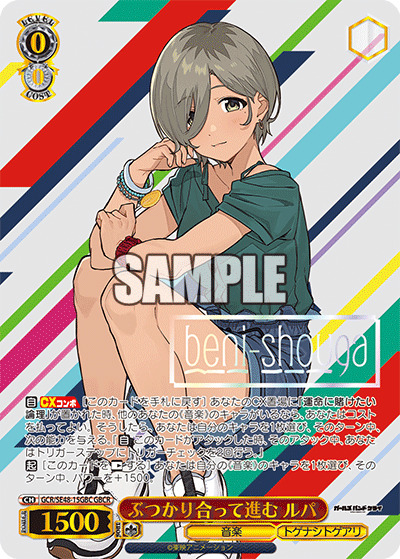 レベル
0
0
COST
SAMPLE
beni-shouga
自 CXコンボ 【[このカードを手札に戻す] あなたのCX置場に「運命に賭けたい
論理」が置かれた時、他のあなたの《音楽》のキャラがいるなら、あなたはコスト
を払ってよい。そうしたら、あなたは自分のキャラを1枚選び、そのターン中、
次の能力を与える。『自 このカードがアタックした時、そのアタック中、あなた
はトリガーステップにトリガーチェックを2回行う。』
起 [このカードを する] あなたは自分の《音楽》のキャラを1枚選び、そ
のターン中、パワーを+1500。
CH GCR/SE48-15GBC GBCR
POWER
1500
ぶつかり合って進む ルパ
音楽
トゲナシトゲアリ
ガールズバンドクライ
©東映アニメーション